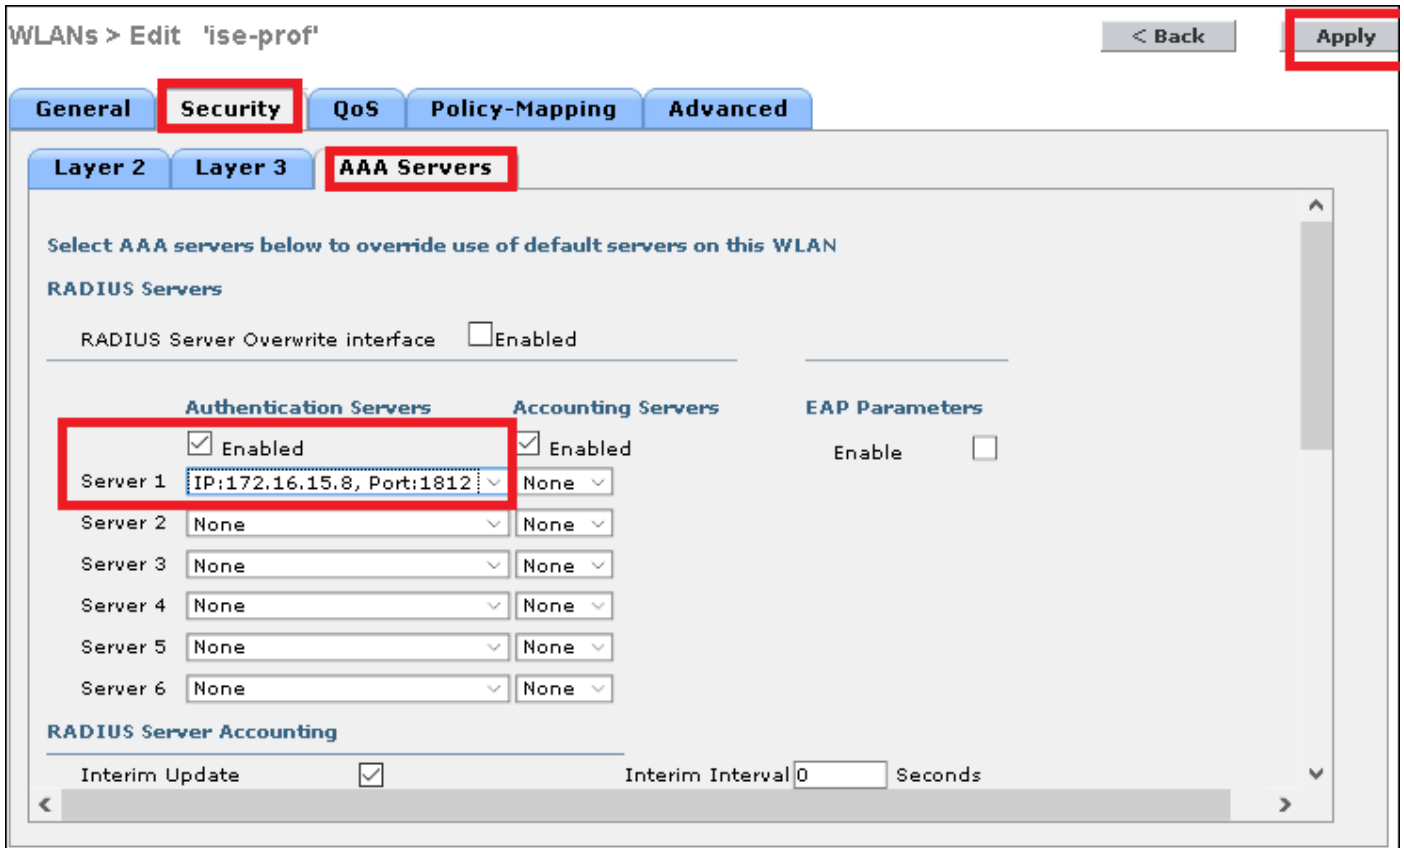 WLANs > Edit 'ise-prof'
< Back
Apply
General
Security
QoS
Policy-Mapping
Advanced
Layer 2
Layer 3
AAA Servers
Select AAA servers below to override use of default servers on this WLAN
RADIUS Servers
RADIUS Server Overwrite interface Enabled
Authentication Servers Accounting Servers EAP Parameters
Enabled Enabled Enable
Server 1 IP:172.16.15.8, Port:1812 None
Server 2 None None
Server 3 None None
Server 4 None None
Server 5 None None
Server 6 None None
RADIUS Server Accounting
Interim Update Interim Interval 0 Seconds